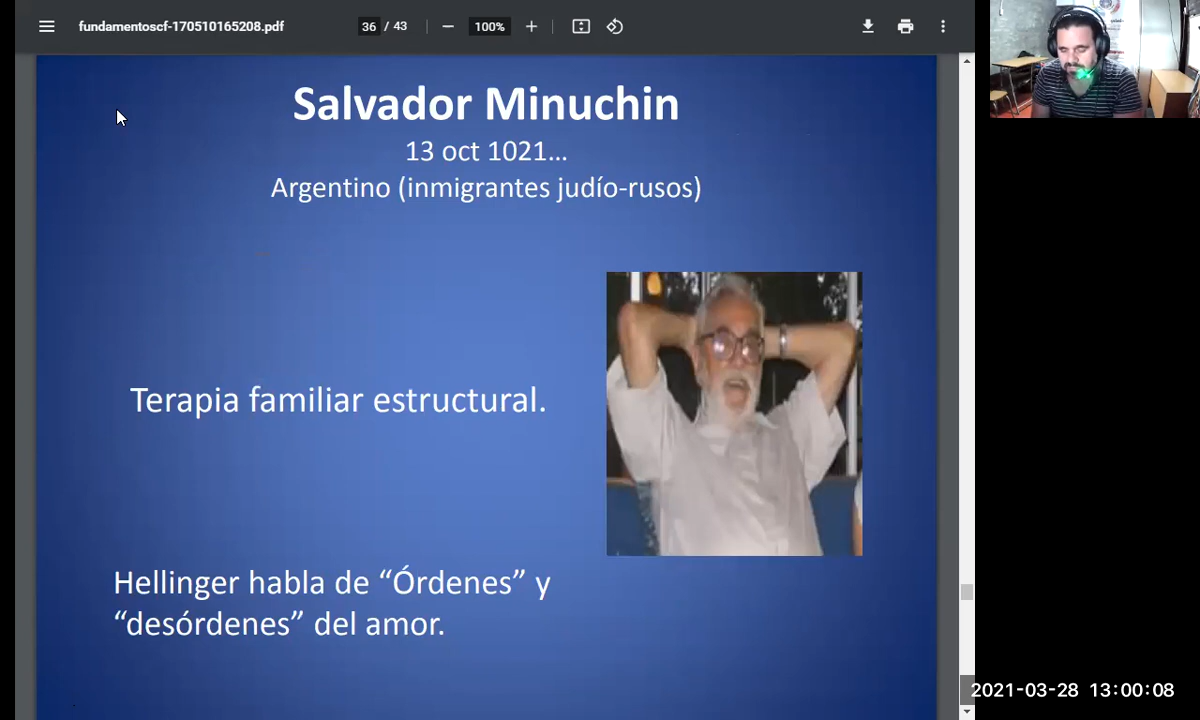 fundamentoscf-170510165208.pdf
36 / 43
100%
Salvador Minuchin
13 oct 1021...
Argentino (inmigrantes judío-rusos)
Terapia familiar estructural.
Hellinger habla de “Órdenes” y
“desórdenes” del amor.
2021-03-28 13:00:08